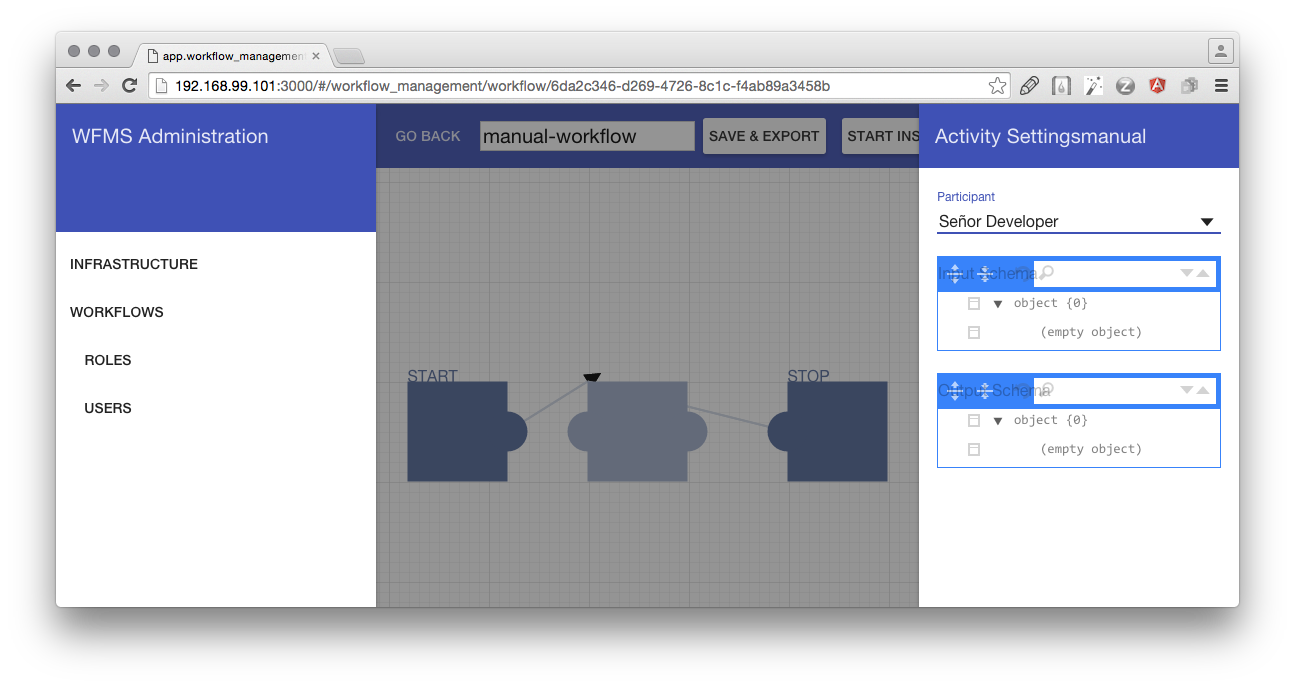 app.workflow_managemen
192.168.99.101:3000/#/workflow_management/workflow/6da2c346-d269-4726-8c1c-f4ab89a3458b
WFMS Administration
GO BACK
manual-workflow
SAVE & EXPORT
START INS
Activity Settingsmanual
INFRASTRUCTURE
WORKFLOWS
ROLES
USERS
START
STOP
Participant
Señor Developer
Input Schema
object {0}
(empty object)
Output Schema
object {0}
(empty object)